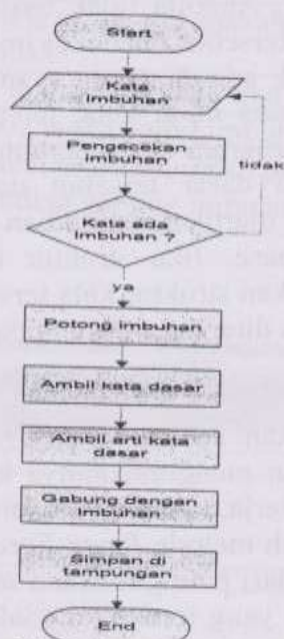 Start
Kata
Imbuhan
Pengecekan
imbuhan
tidak
Kata ada
Imbuhan ?
ya
Potong imbuhan
Ambil kata dasar
Ambil arti kata
dasar
Gabung dengan
imbuhan
Simpan di
tampungan
End